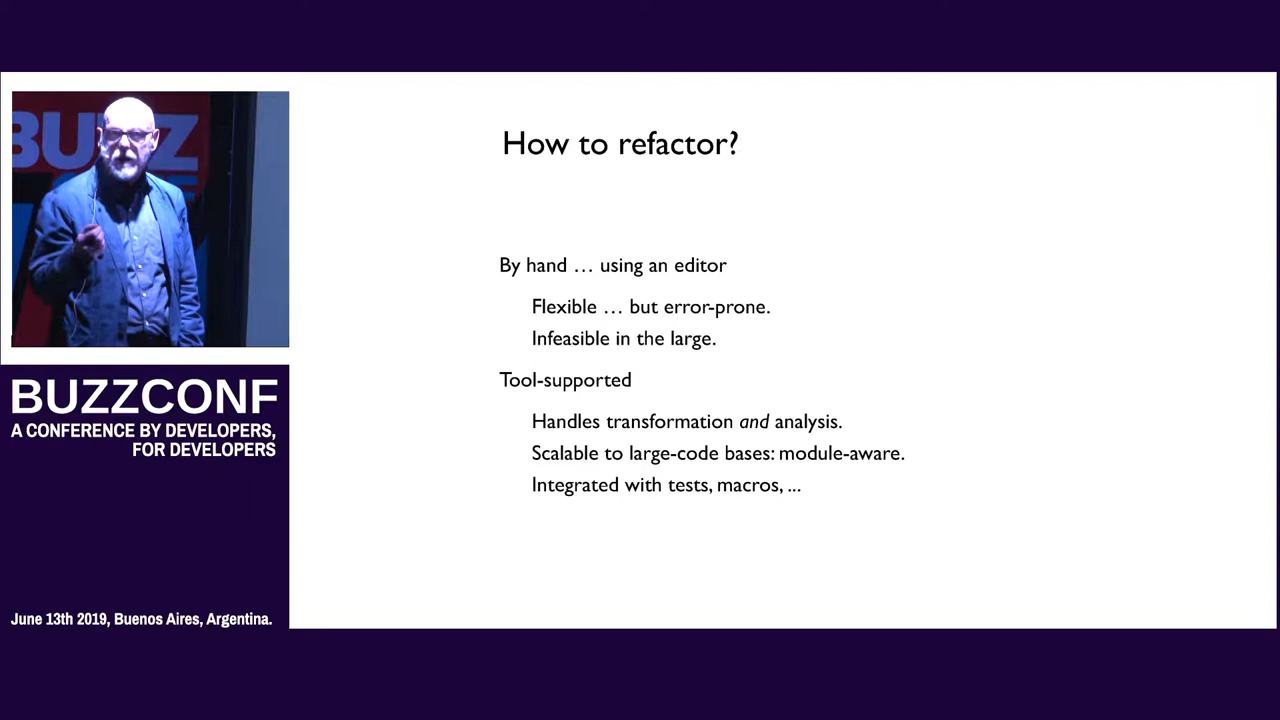 BUZZ
How to refactor?
By hand … using an editor
Flexible … but error-prone.
Infeasible in the large.
Tool-supported
Handles transformation and analysis.
Scalable to large-code bases: module-aware.
Integrated with tests, macros, ...
BUZZCONF
A CONFERENCE BY DEVELOPERS,
FOR DEVELOPERS
June 13th 2019, Buenos Aires, Argentina.